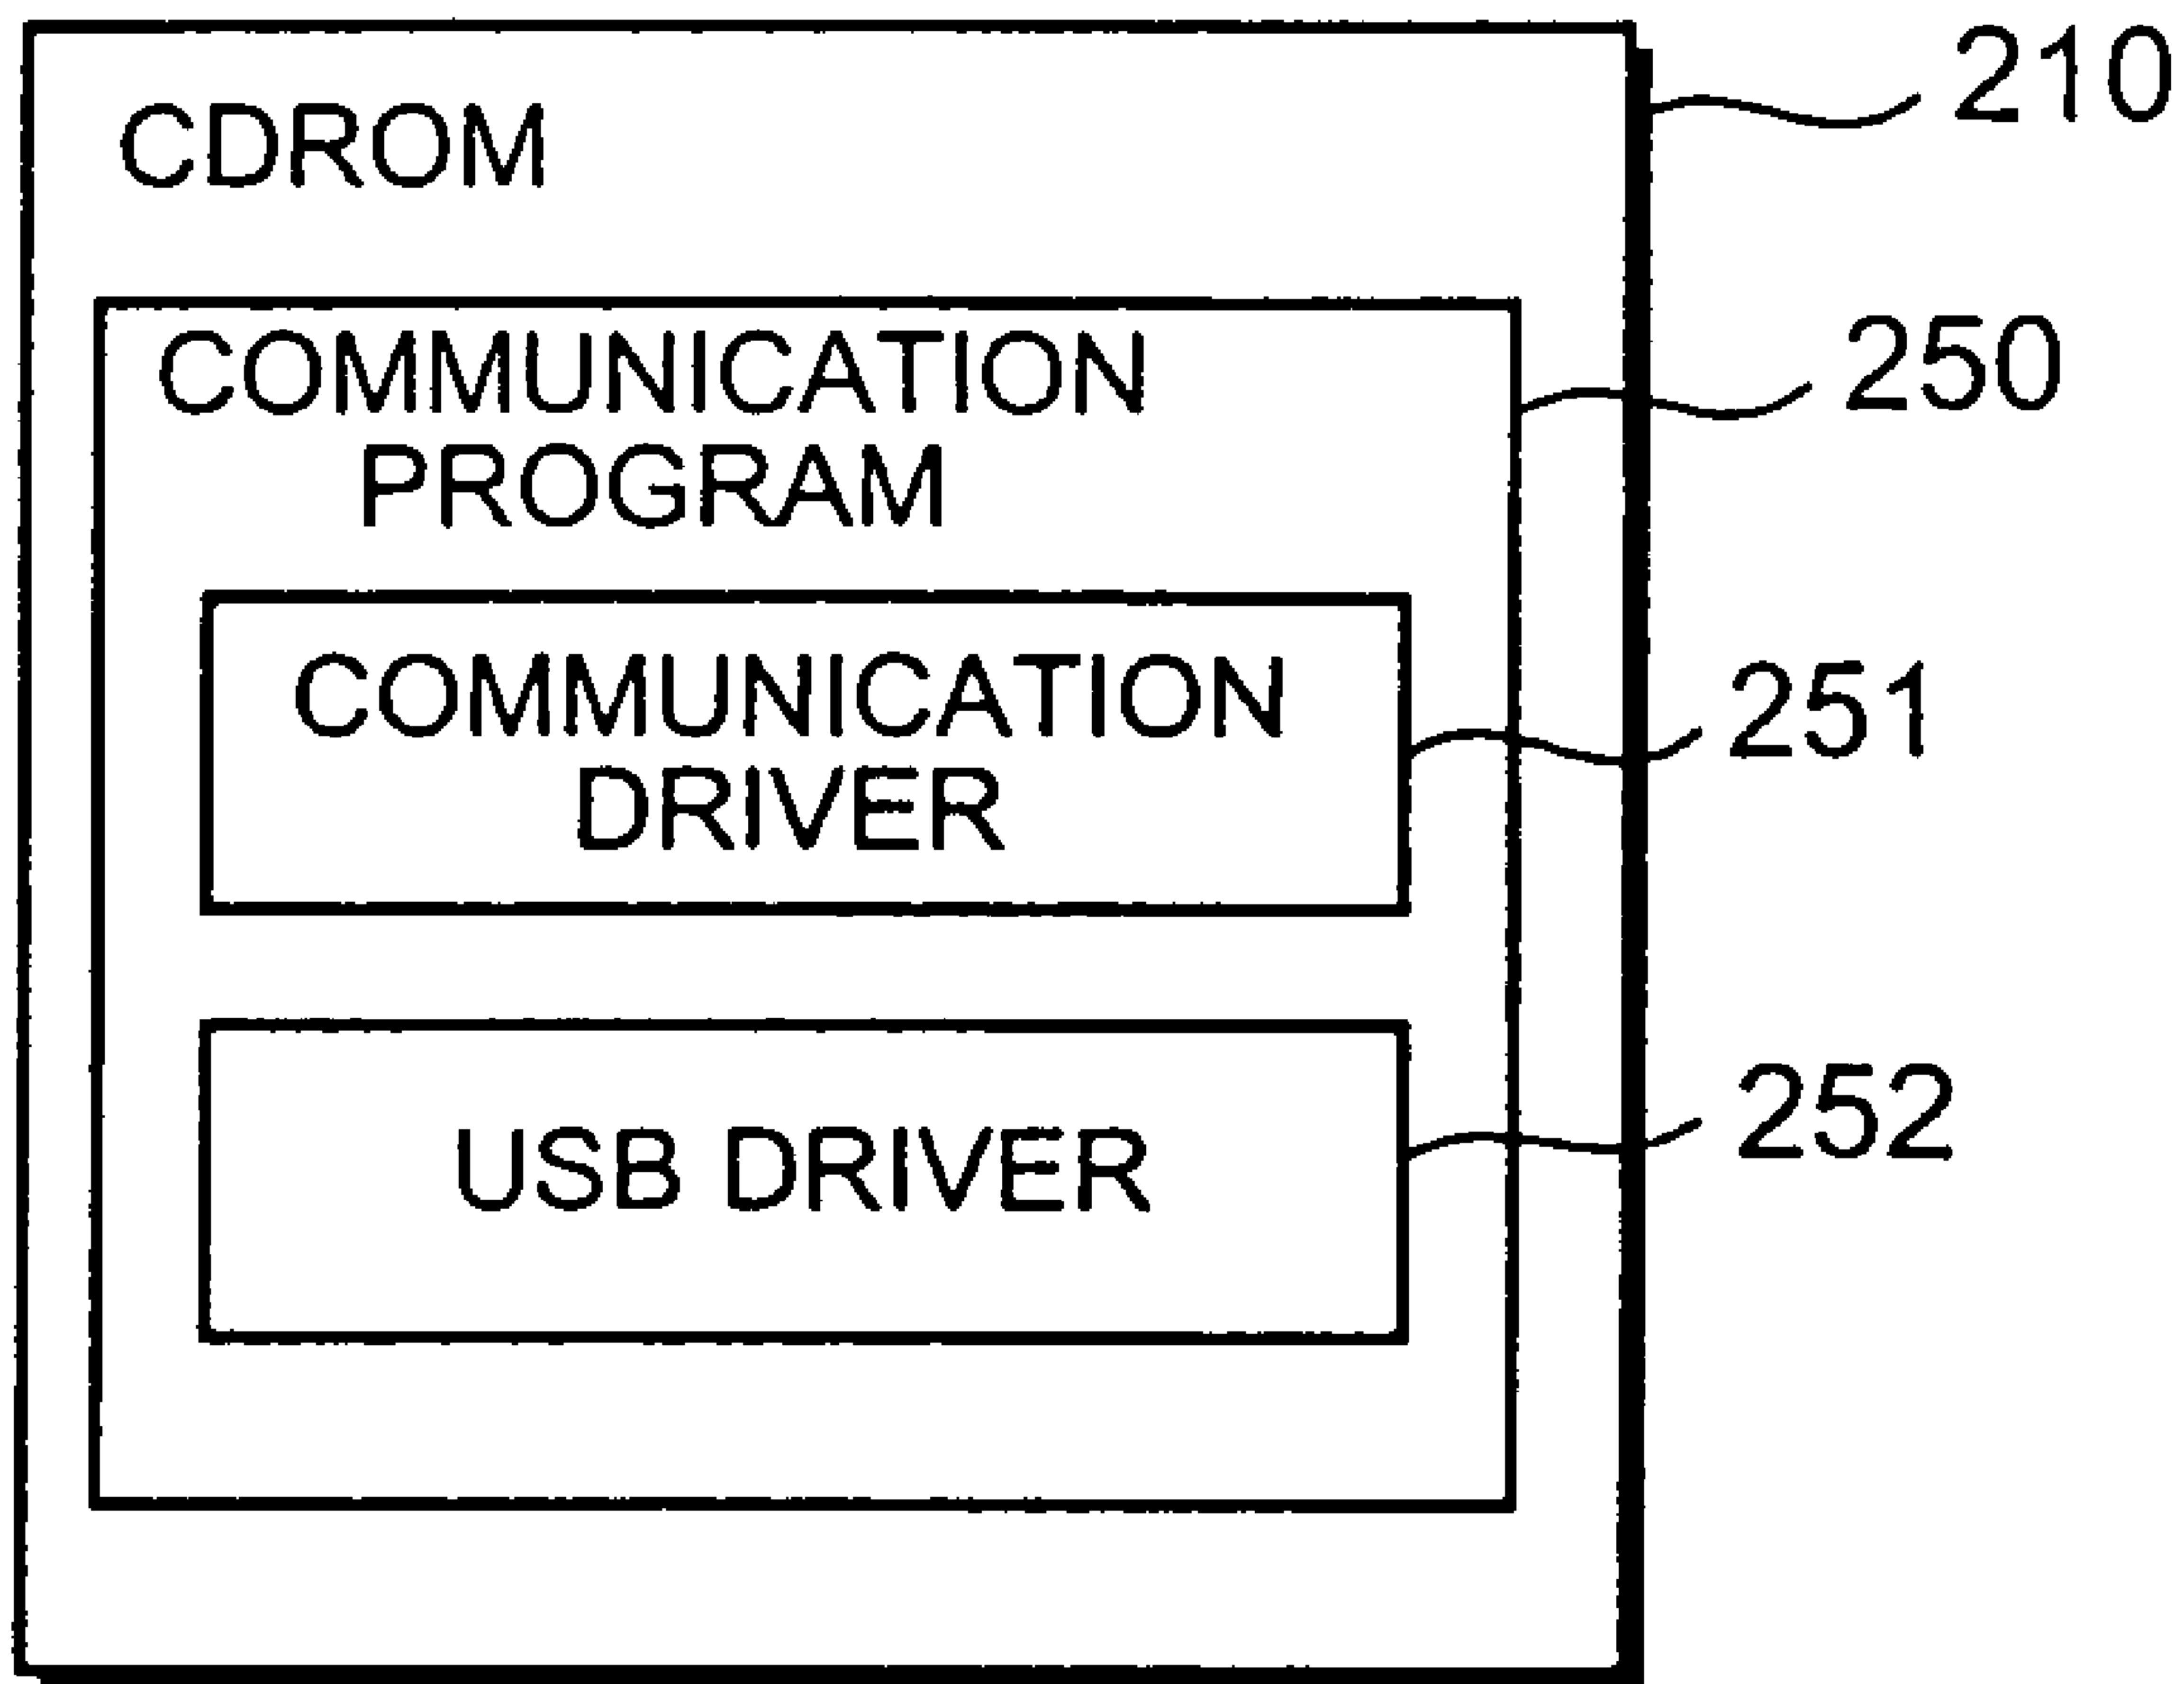 CDROM
210
COMMUNICATION
PROGRAM
250
COMMUNICATION
DRIVER
251
USB DRIVER
252